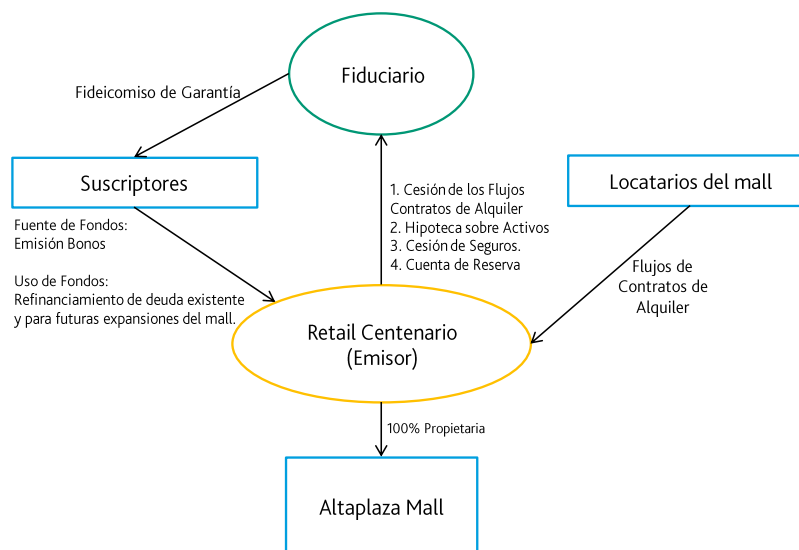 Fiduciario
Fideicomiso de Garantía
Suscriptores
Locatarios del mall
1. Cesión de los Flujos
Contratos de Alquiler
2. Hipoteca sobre Activos
3. Cesión de Seguros.
4. Cuenta de Reserva
Fuente de Fondos:
Emisión Bonos
Uso de Fondos:
Refinanciamiento de deuda existente
y para futuras expansiones del mall.
Flujos de
Contratos de
Alquiler
Retail Centenario
(Emisor)
100% Propietaria
Altaplaza Mall